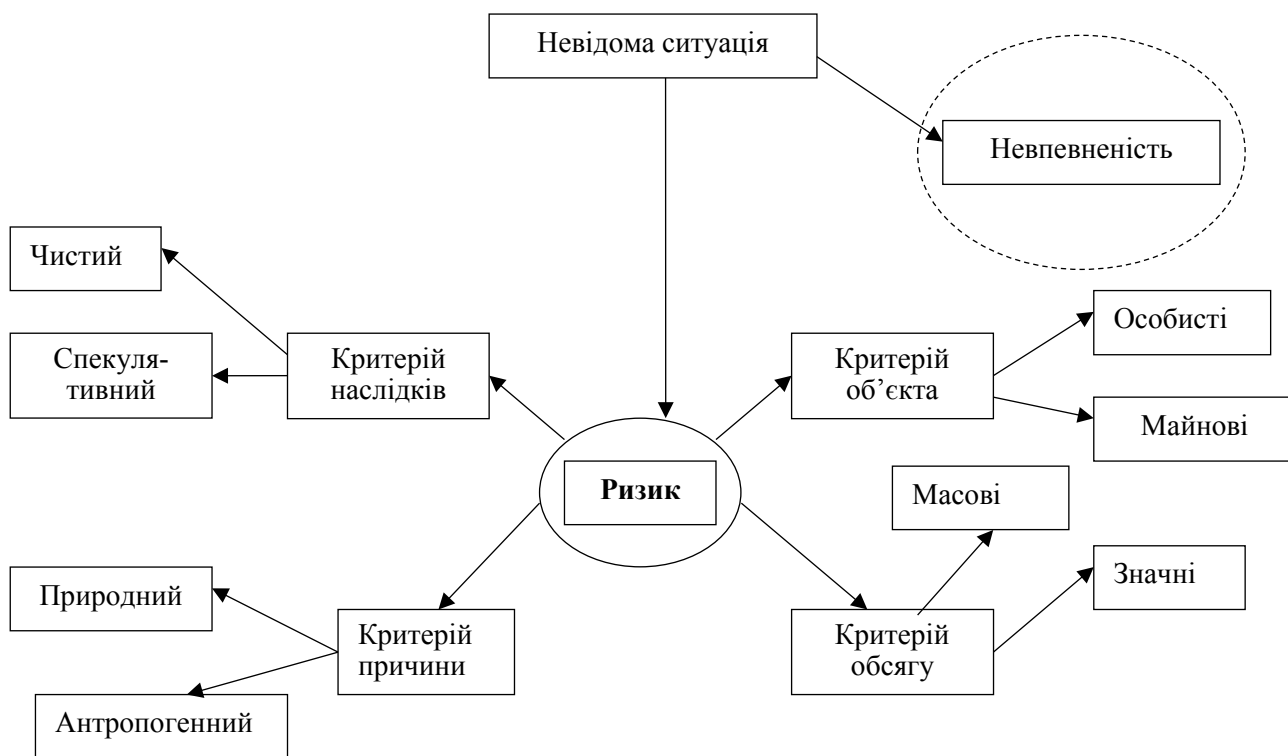 Невідома ситуація
Невпевненість
Чистий
Спекуля-
тивний
Критерій
наслідків
Критерій
об’єкта
Особисті
Майнові
Ризик
Масові
Значні
Природний
Критерій
причини
Критерій
обсягу
Антропогенний